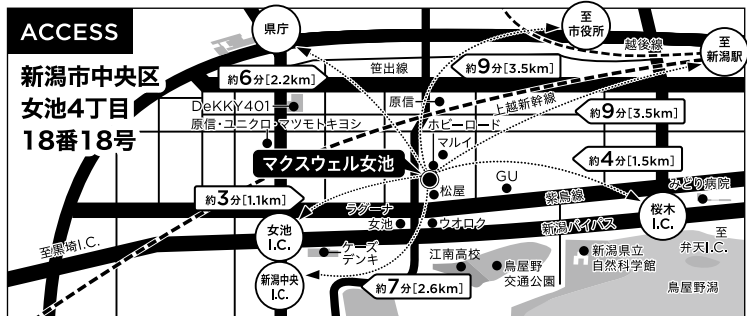 ACCESS
新潟市中央区
女池4丁目
18番18号
県庁
至
市役所
越後線
至
新潟駅
笹出線
約6分[2.2km]
約9分[3.5km]
DeKKY401
原信
上越新幹線
約9分[3.5km]
原信・ユニクロ・マツモトキヨシ
ホビーロード
マルイ
マクスウェル女池
約4分[1.5km]
GU
みどり病院
松屋
紫鳥線
約3分[1.1km]
ラグーナ
女池
ウオロク
新潟バイパス
桜木
I.C.
至黒埼I.C.
女池
I.C.
至
弁天I.C.
ケーズ
デンキ
江南高校
新潟県立
自然科学館
鳥屋野
交通公園
新潟中央
I.C.
約7分[2.6km]
鳥屋野潟